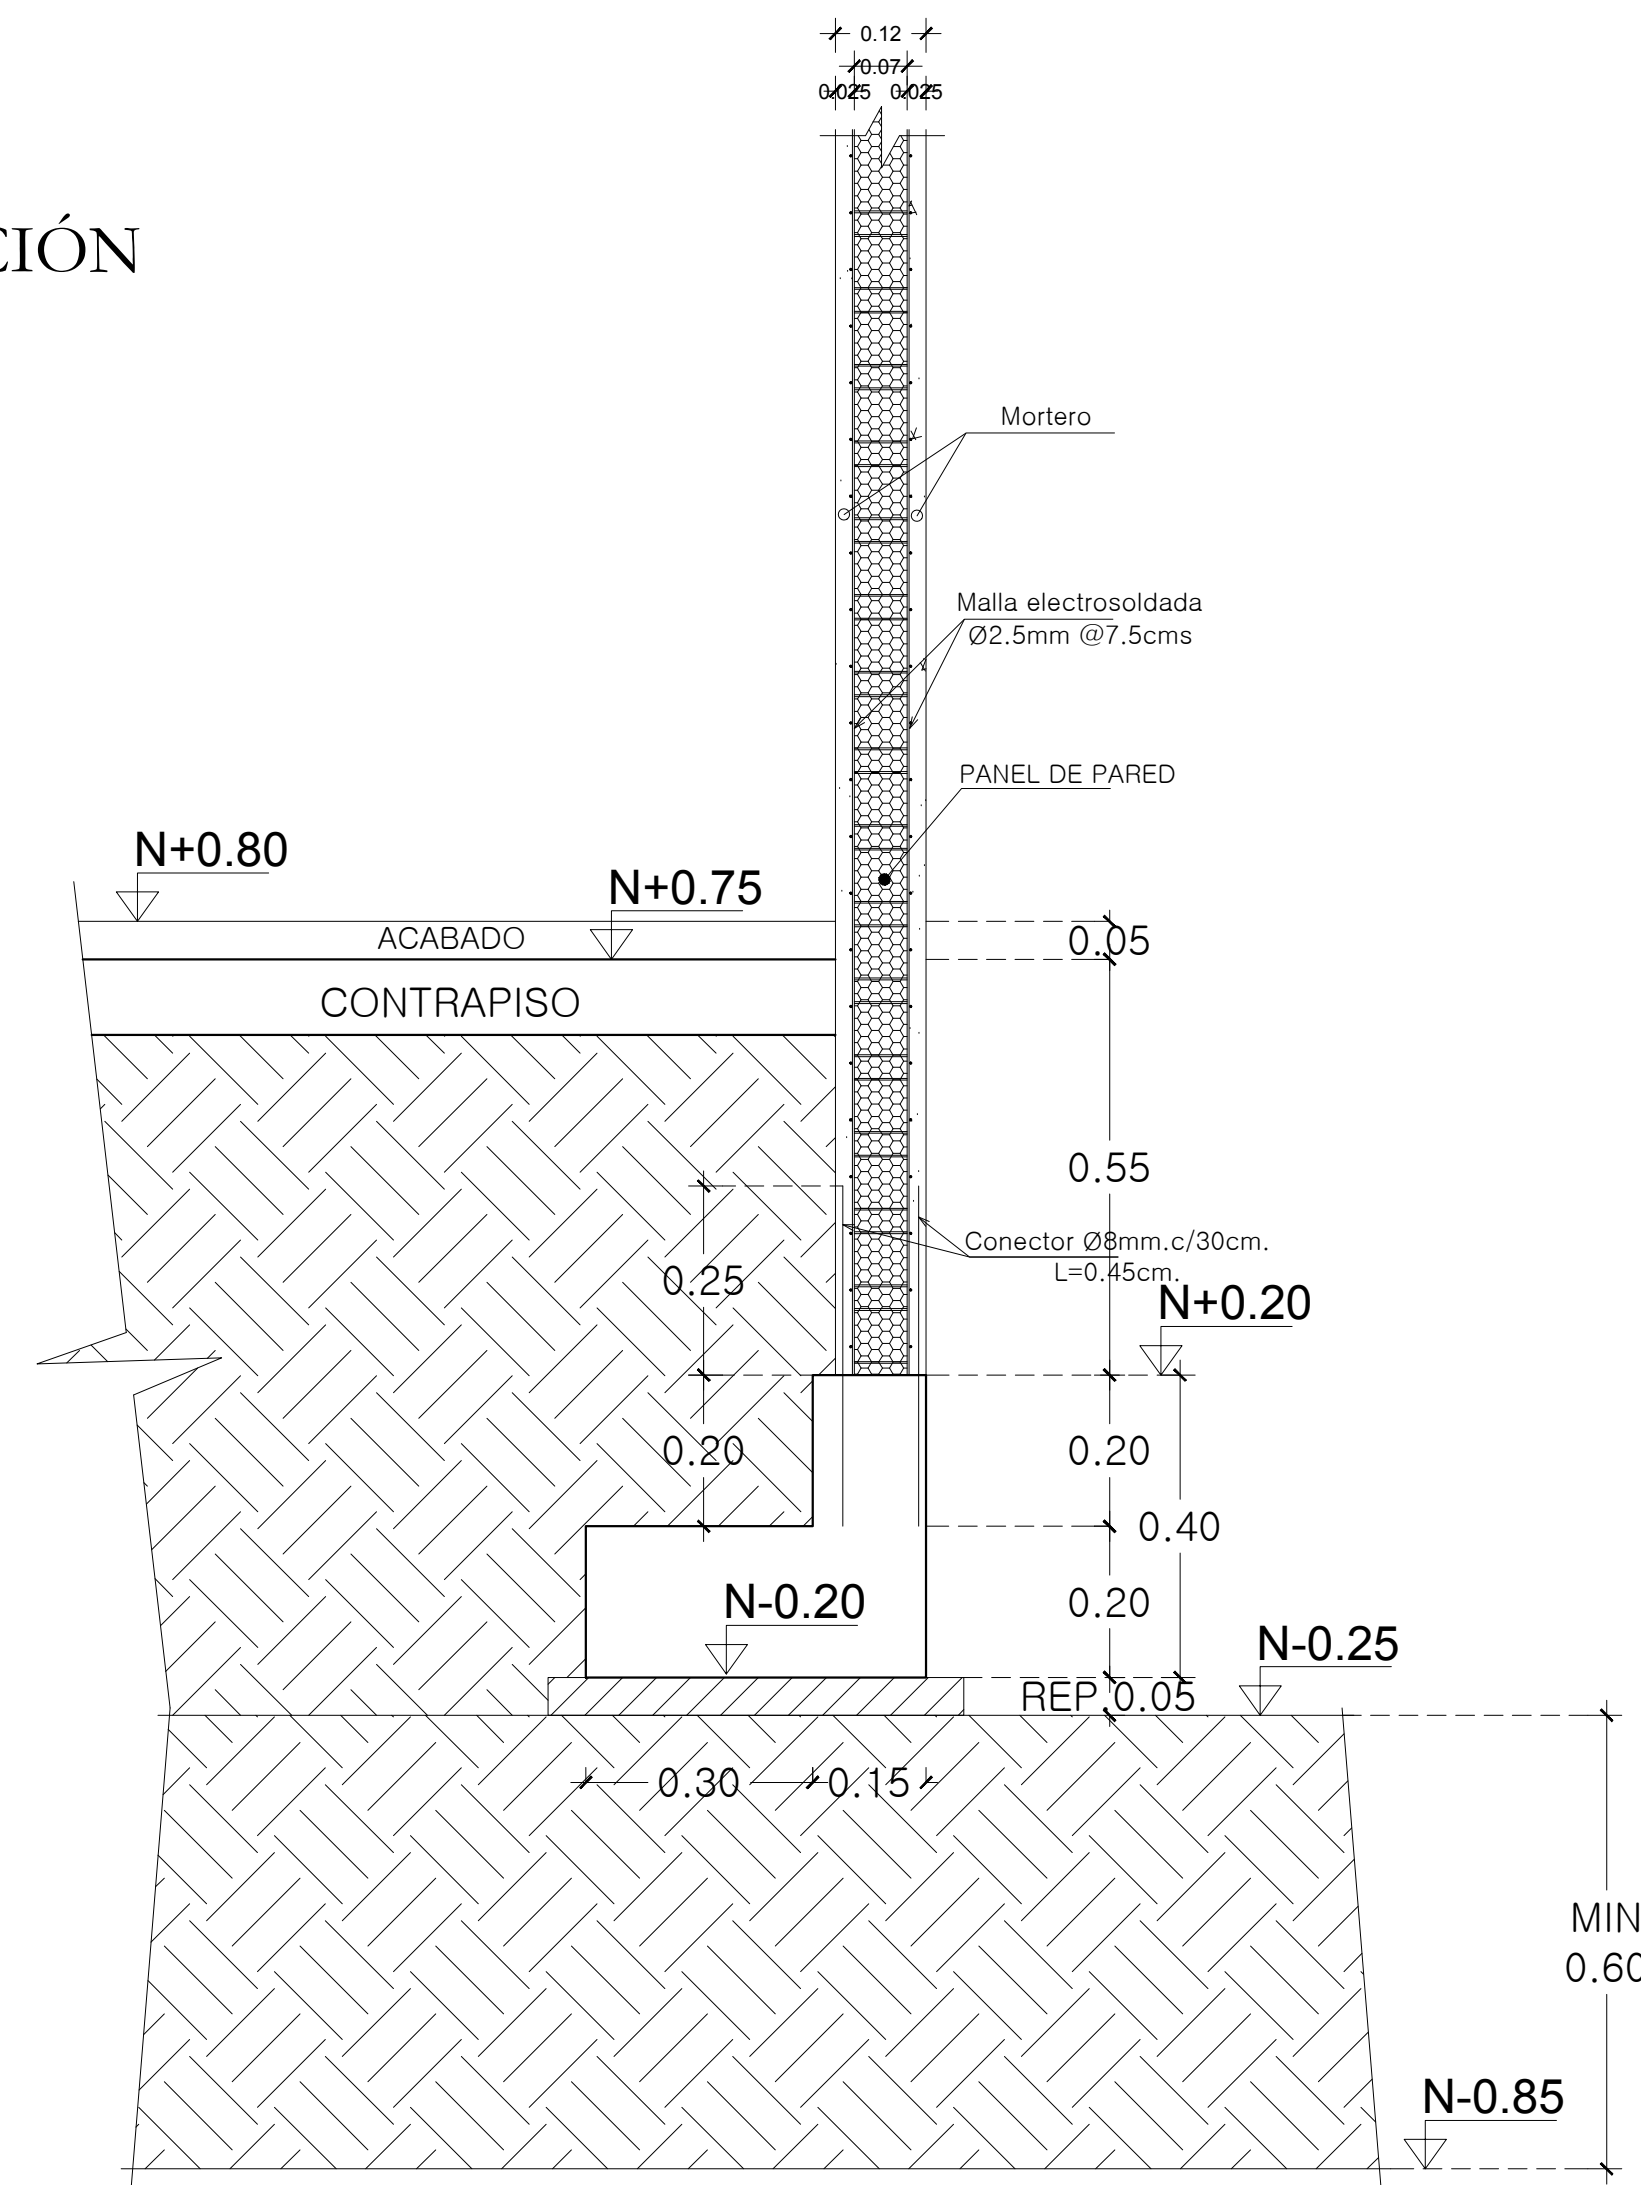 0.12
0.07
0.025 0.025
CIÓN
Mortero
Malla electrosoldada
Ø2.5mm @7.5cms
PANEL DE PARED
N+0.80
N+0.75
ACABADO
0.05
CONTRAPISO
0.55
Conector Ø8mm.c/30cm.
L=0.45cm.
0.25
N+0.20
0.20
0.20
0.40
N-0.20
0.20
N-0.25
REP.0.05
0.30
0.15
MIN
0.60
N-0.85